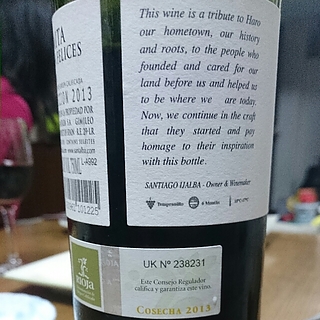 ITA
FELICES
2013
This wine is a tribute to Haro
our hometown, our history
and roots, to the people who
founded and cared for our
land before us and helped us
to be where we are today.
Now, we continue in the craft
that they started and pay
homage to their inspiration
with this bottle.
SANTIAGO IJALBA - Owner & Winemaker
Tempranillo
UK Nº 238231
Este Consejo Regulador
califica y garantiza este vino.
COSECHA 2013